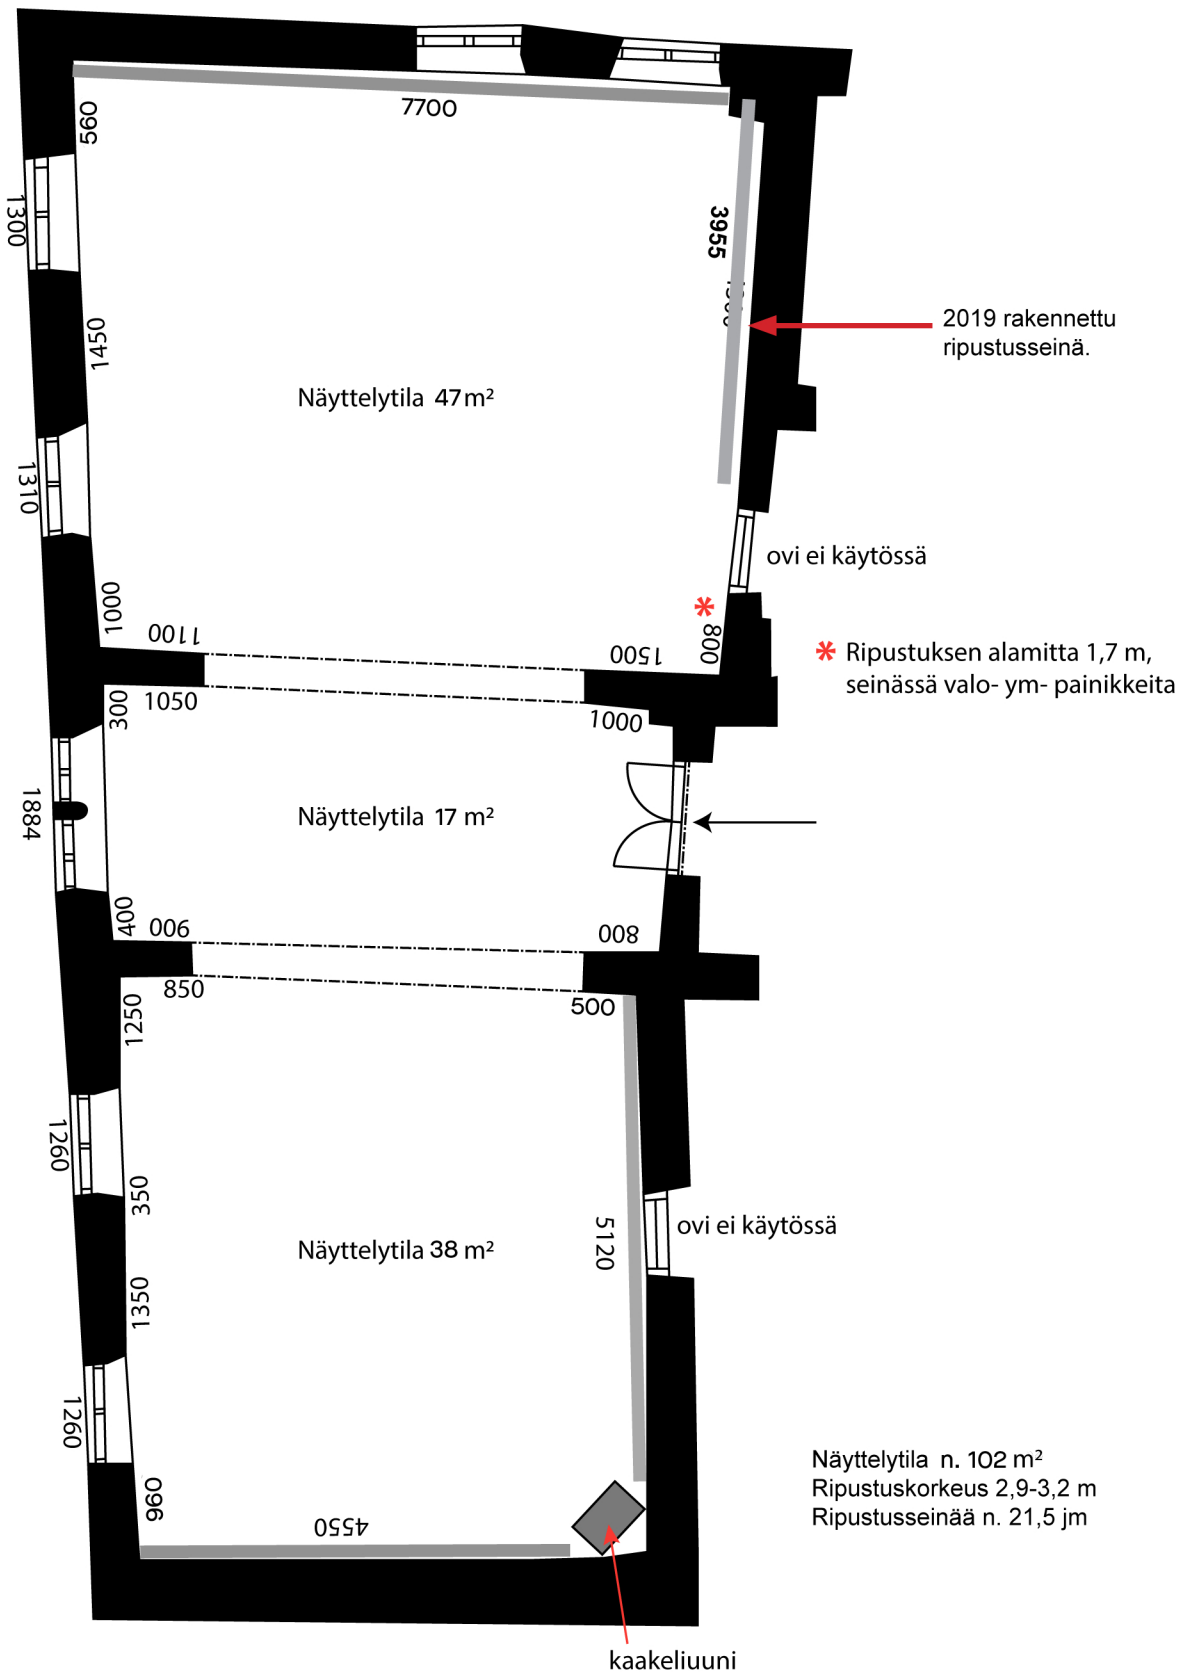 7700
560
1300
3955
2019 rakennettu
ripustusseinä.
1450
Näyttelytila 47 m²
1310
ovi ei käytössä
1000
1100
1500
800
*
* Ripustuksen alamitta 1,7 m,
seinässä valo- ym- painikkeita
300
1050
1000
1884
Näyttelytila 17 m²
400
900
800
850
500
1250
1260
350
5120
ovi ei käytössä
Näyttelytila 38 m²
1350
1260
960
4550
Näyttelytila n. 102 m²
Ripustuskorkeus 2,9-3,2 m
Ripustusseinää n. 21,5 jm
kaakeliuuni